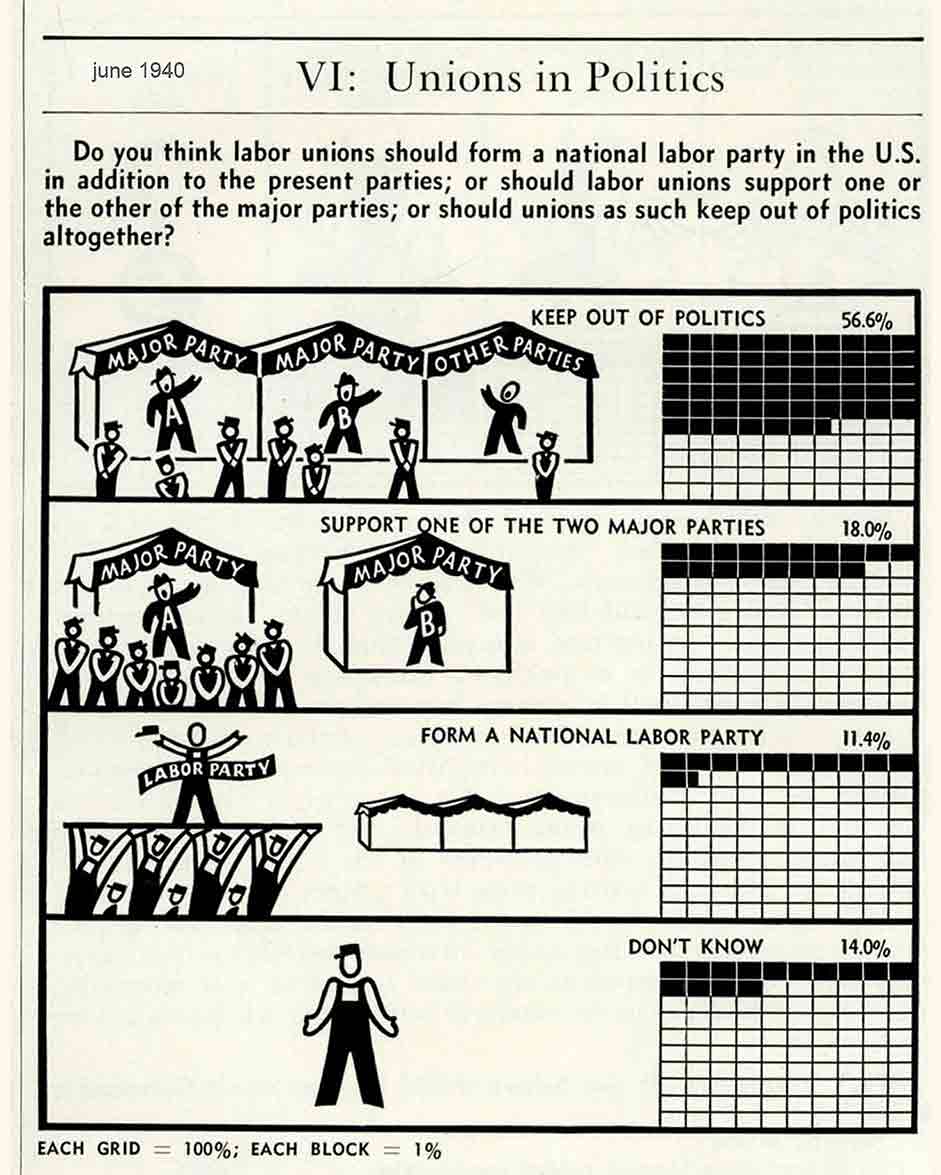 june 1940
VI: Unions in Politics
Do you think labor unions should form a national labor party in the U.S.
in addition to the present parties; or should labor unions support one or
the other of the major parties; or should unions as such keep out of politics
altogether?
KEEP OUT OF POLITICS 56.6%
MAJOR PARTY MAJOR PARTY OTHER PARTIES
A B
SUPPORT ONE OF THE TWO MAJOR PARTIES 18.0%
MAJOR PARTY MAJOR PARTY
A B
FORM A NATIONAL LABOR PARTY 11.4%
LABOR PARTY
DON'T KNOW 14.0%
EACH GRID = 100%; EACH BLOCK = 1%